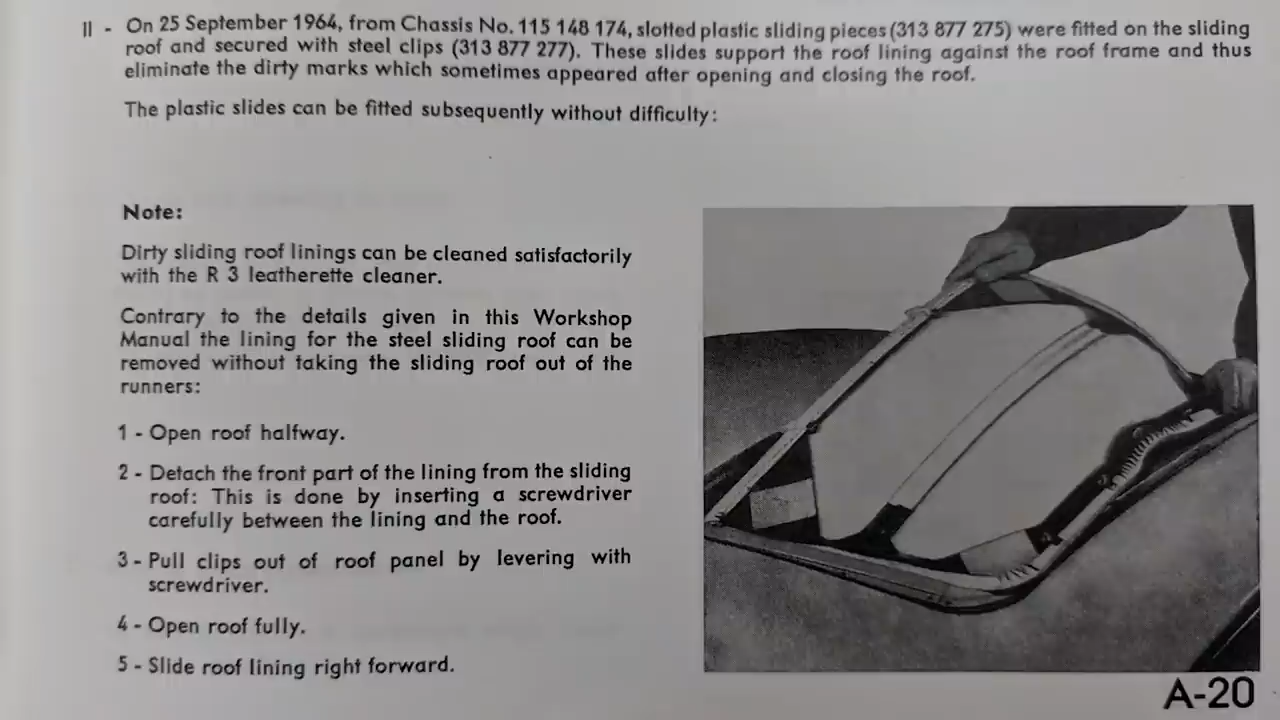 II - On 25 September 1964, from Chassis No. 115 148 174, slotted plastic sliding pieces (313 877 275) were fitted on the sliding
roof and secured with steel clips (313 877 277). These slides support the roof lining against the roof frame and thus
eliminate the dirty marks which sometimes appeared after opening and closing the roof.
The plastic slides can be fitted subsequently without difficulty:
Note:
Dirty sliding roof linings can be cleaned satisfactorily
with the R 3 leatherette cleaner.
Contrary to the details given in this Workshop
Manual the lining for the steel sliding roof can be
removed without taking the sliding roof out of the
runners:
1 - Open roof halfway.
2 - Detach the front part of the lining from the sliding
roof: This is done by inserting a screwdriver
carefully between the lining and the roof.
3 - Pull clips out of roof panel by levering with
screwdriver.
4 - Open roof fully.
5 - Slide roof lining right forward.
A-20